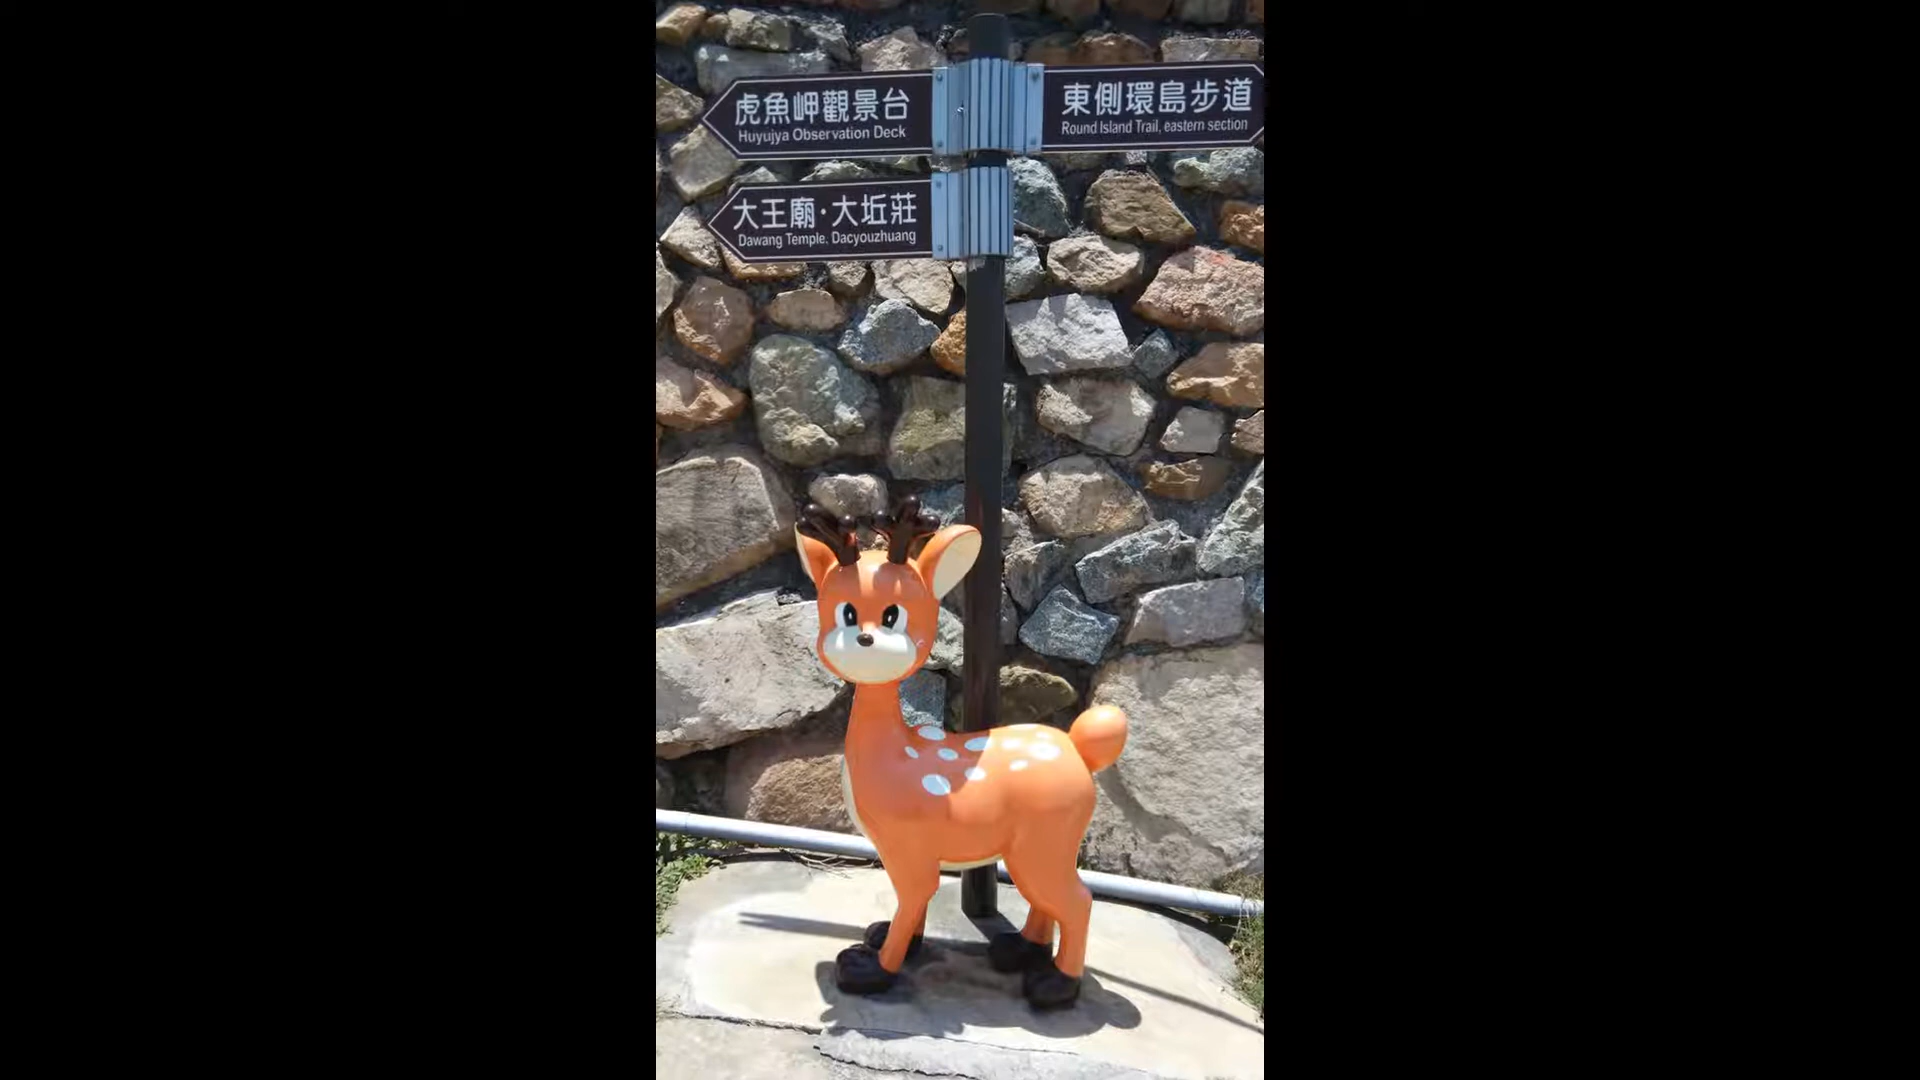 虎魚岬觀景台
Huyujya Observation Deck
東側環島步道
Round Island Trail, eastern section
大王廟·大坵莊
Dawang Temple, Dacyouzhuang